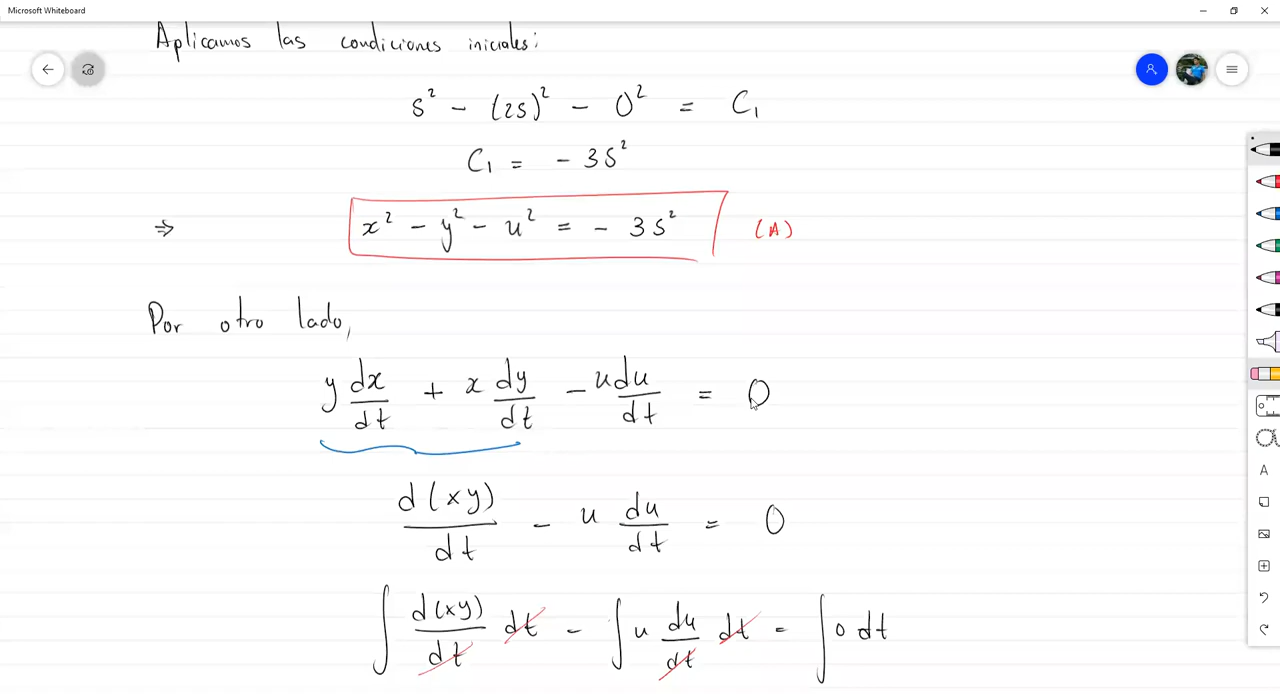 Microsoft Whiteboard
Aplicamos las condiciones iniciales:
s² - (2s)² - 0² = C₁
C₁ = - 3s²
⇒ x² - y² - u² = - 3s² (A)
Por otro lado,
y dx/dt + x dy/dt - u du/dt = 0
d(xy)/dt - u du/dt = 0
∫ d(xy)/dt dt - ∫ u du/dt dt = ∫ 0 dt
A